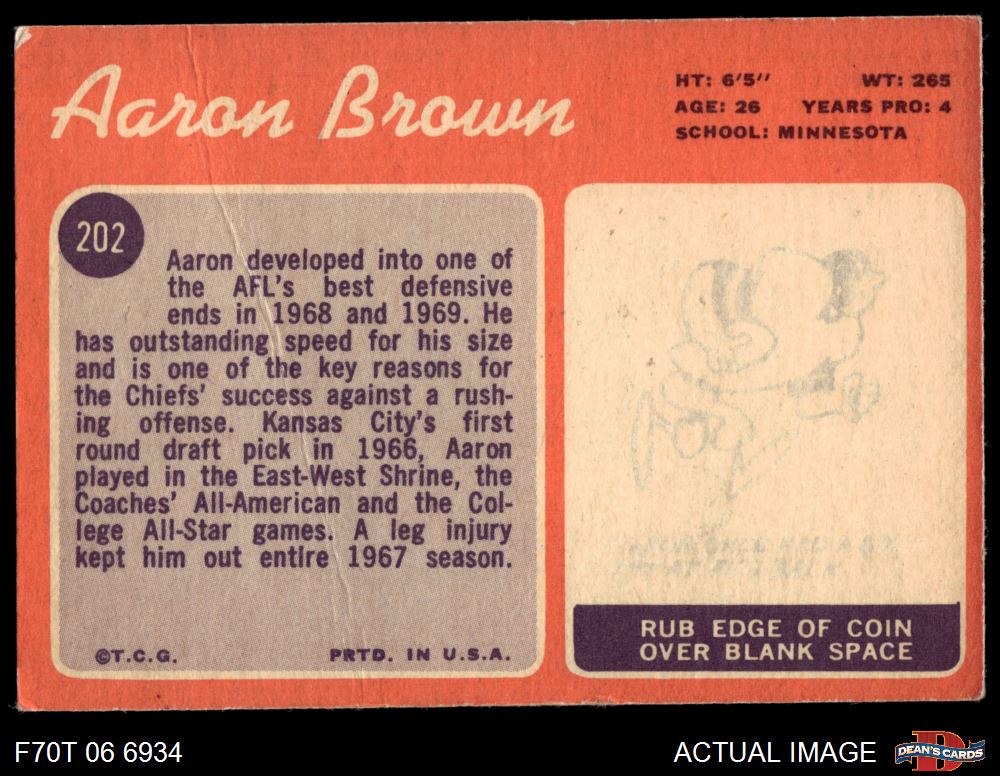 Aaron Brown
HT: 6'5" WT: 265
AGE: 26 YEARS PRO: 4
SCHOOL: MINNESOTA
202
Aaron developed into one of
the AFL's best defensive
ends in 1968 and 1969. He
has outstanding speed for his size
and is one of the key reasons for
the Chiefs' success against a rush-
ing offense. Kansas City's first
round draft pick in 1966, Aaron
played in the East-West Shrine, the
Coaches' All-American and the Col-
lege All-Star games. A leg injury
kept him out entire 1967 season.
©T.C.G. PRTD. IN U.S.A.
RUB EDGE OF COIN
OVER BLANK SPACE
F70T 06 6934
ACTUAL IMAGE
DEAN'S CARDS